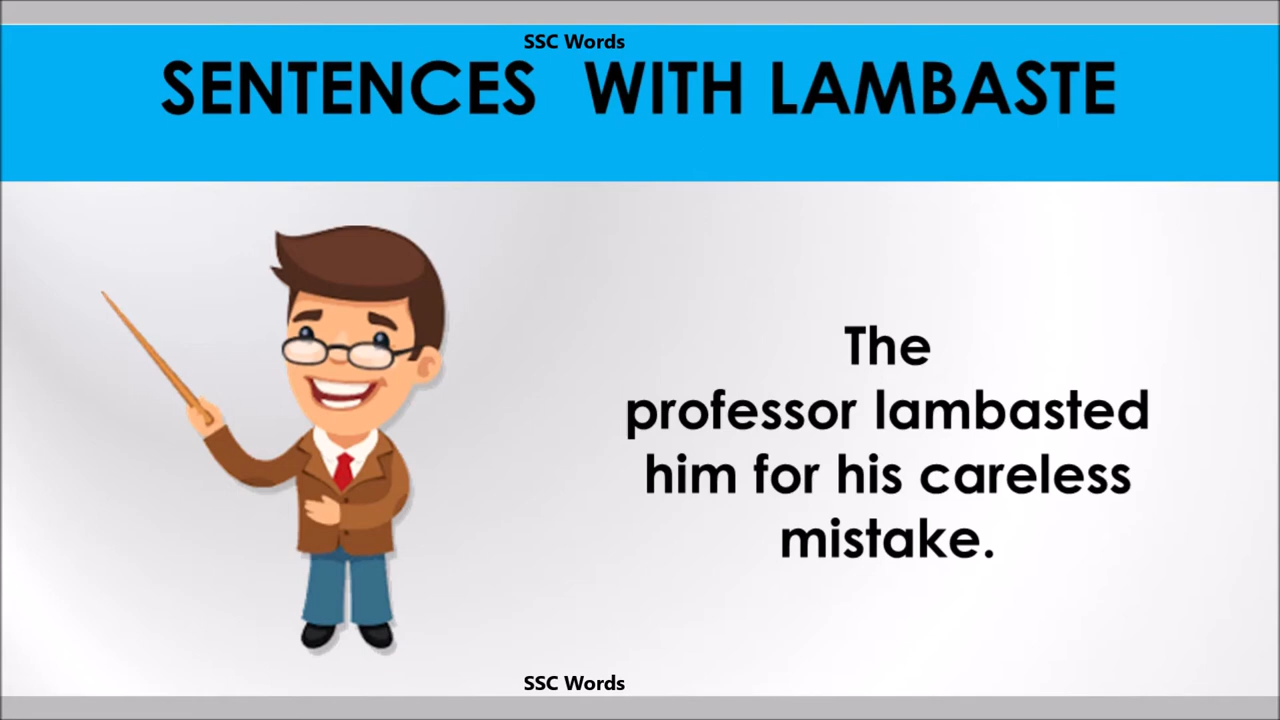 SSC Words
SENTENCES WITH LAMBASTE
The
professor lambasted
him for his careless
mistake.
SSC Words